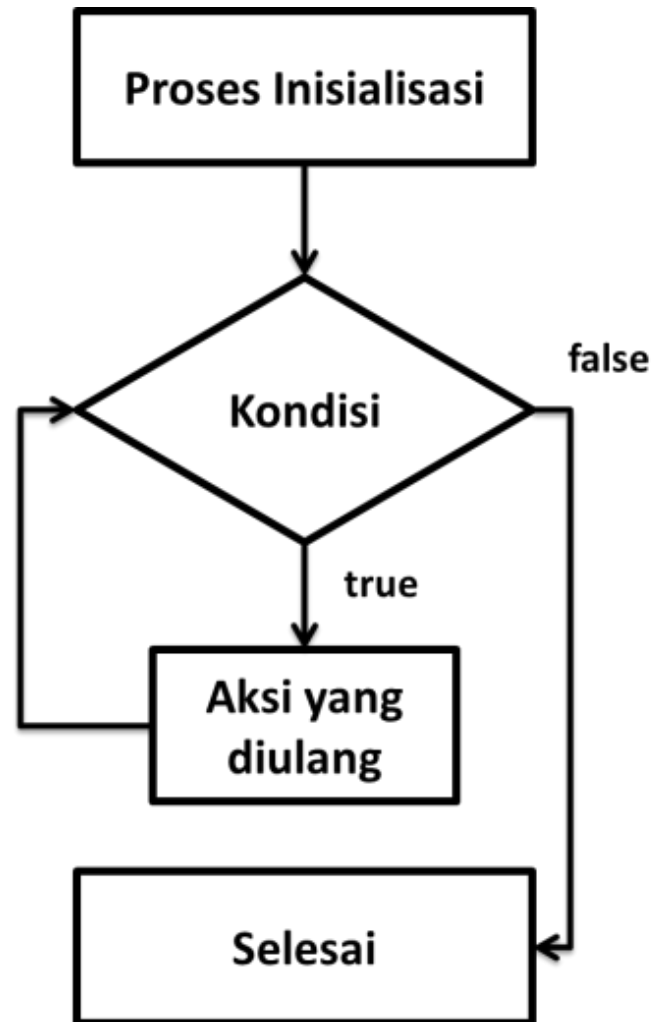 Proses Inisialisasi
false
Kondisi
true
Aksi yang
diulang
Selesai